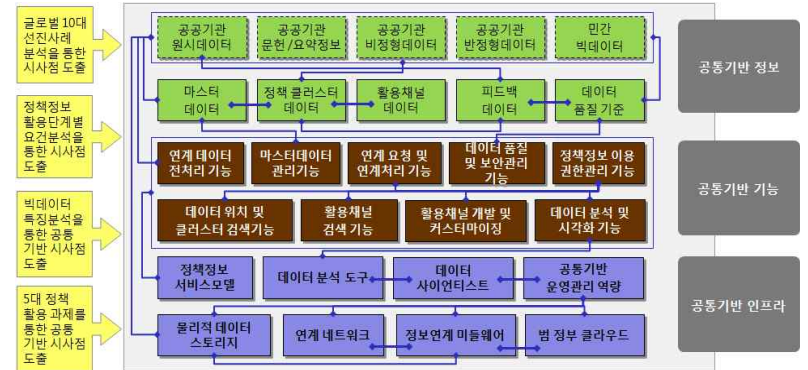 글로벌 10대
선진사례
분석을 통한
시사점 도출
정책정보
활용단계별
요건분석을
통한 시사점
도출
빅데이터
특징분석을
통한 공통
기반 시사점
도출
5대 정책
활용 과제를
통한 공통
기반 시사점
도출
공공기관
원시데이터
공공기관
문헌/요약정보
공공기관
비정형데이터
공공기관
반정형데이터
민간
빅데이터
마스터
데이터
정책 클러스터
데이터
활용채널
데이터
피드백
데이터
데이터
품질 기준
연계 데이터
전처리 기능
마스터데이터
관리기능
연계 요청 및
연계처리 기능
데이터 품질
및 보안관리
기능
정책정보 이용
권한관리 기능
데이터 위치 및
클러스터 검색기능
활용채널
검색 기능
활용채널 개발 및
커스터마이징
데이터 분석 및
시각화 기능
정책정보
서비스모델
데이터 분석 도구
데이터
사이언티스트
공통기반
운영관리 역량
물리적 데이터
스토리지
연계 네트워크
정보연계 미들웨어
범 정부 클라우드
공통기반 정보
공통기반 기능
공통기반 인프라